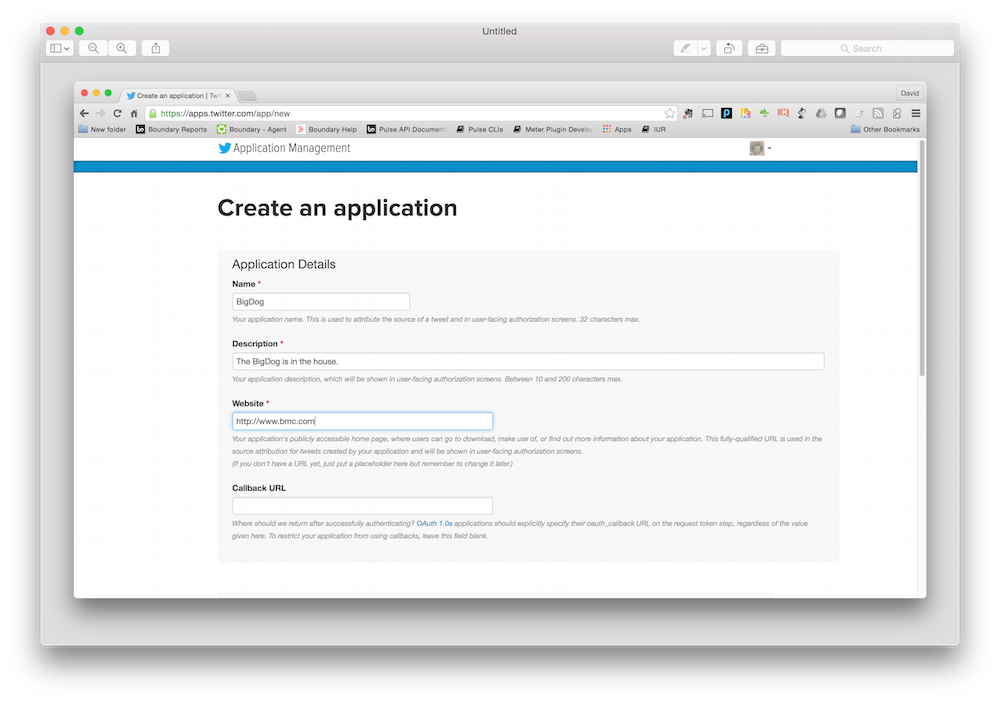 Untitled
Search
Create an application | Twi
David
https://apps.twitter.com/app/new
New folder Boundary Reports Boundary - Agent Boundary Help Pulse API Document Pulse CLIs Meter Plugin Develo Apps IUR Other Bookmarks
Application Management
Create an application
Application Details
Name *
BigDog
Your application name. This is used to attribute the source of a tweet and in user-facing authorization screens. 32 characters max.
Description *
The BigDog is in the house.
Your application description, which will be shown in user-facing authorization screens. Between 10 and 200 characters max.
Website *
http://www.bmc.com
Your application's publicly accessible home page, where users can go to download, make use of, or find out more information about your application. This fully-qualified URL is used in the
source attribution for tweets created by your application and will be shown in user-facing authorization screens.
(If you don't have a URL yet, just put a placeholder here but remember to change it later.)
Callback URL
Where should we return after successfully authenticating? OAuth 1.0a applications should explicitly specify their oauth_callback URL on the request token step, regardless of the value
given here. To restrict your application from using callbacks, leave this field blank.